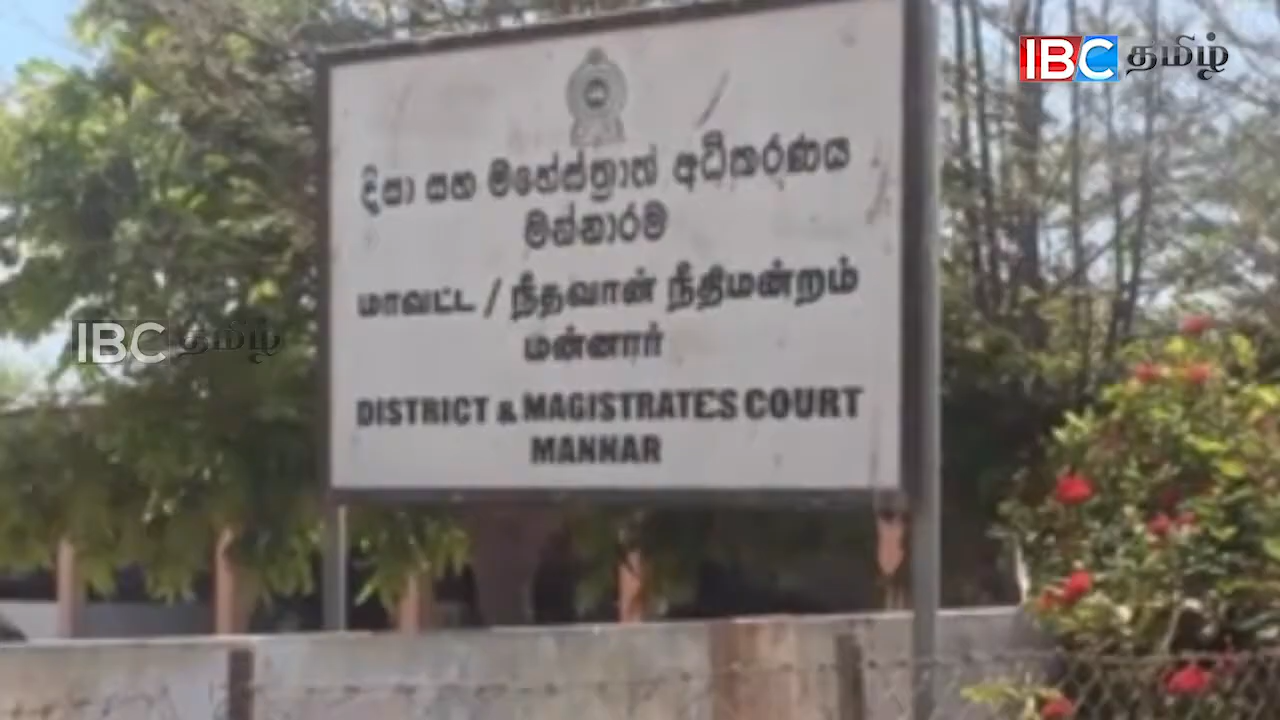 IBC தமிழ்
දිසා සහ මහේස්ත්‍රාත් අධිකරණය
මන්නාරම
மாவட்ட / நீதவான் நீதிமன்றம்
மன்னார்
IBC தமிழ்
DISTRICT & MAGISTRATES COURT
MANNAR